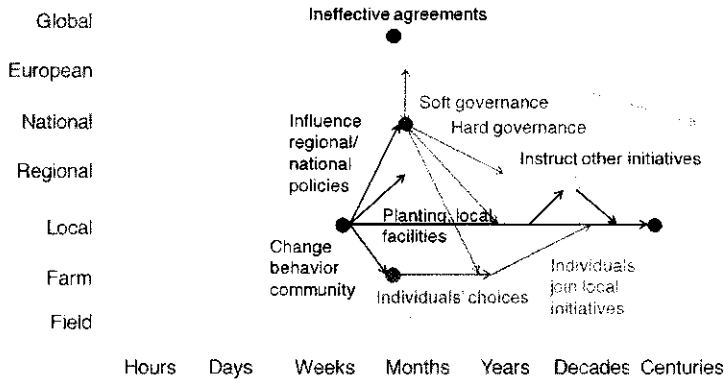 Global
Ineffective agreements
European
Soft governance
National
Influence
regional/
national
policies
Hard governance
Regional
Instruct other initiatives
Local
Planting, local
facilities
Change
behavior
community
Farm
Individuals' choices
Individuals
join local
initiatives
Field
Hours Days Weeks Months Years Decades Centuries